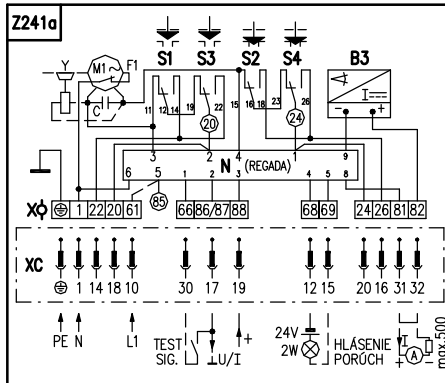 Z241a
S1 S3 S2 S4 B3
Y M1 F1
C
I
11 12 14 19 22 15 16 18 23 26
20 24
- +
3 2 4 1 9
N (REGADA)
6 5 1 2 3 4 5 8
85
X 1 22 20 61 66 86/87 88 68 69 24 26 81 82
XC
1 14 18 10 30 17 19 12 15 20 16 31 32
PE N L1 TEST SIG. U/I + 24V 2W HLÁSENIE PORÚCH I A + - max.500